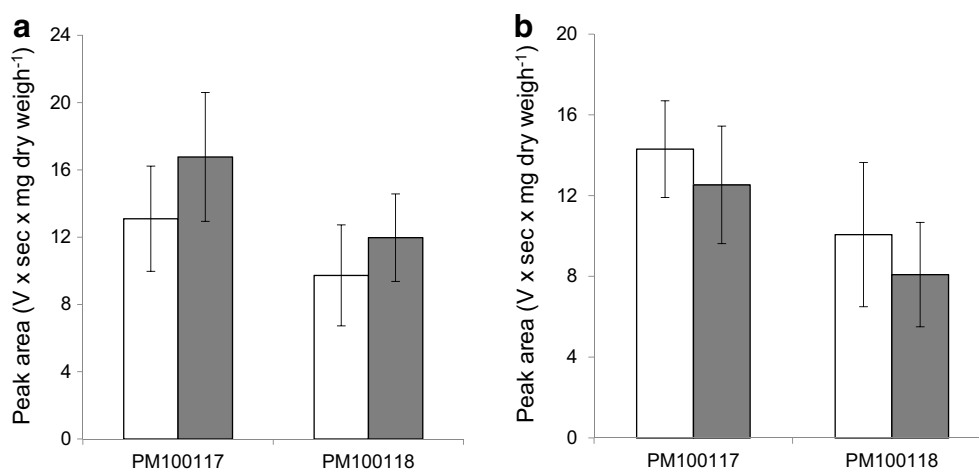 a
Peak area (V x sec x mg dry weigh-1)
24
20
16
12
8
4
0
PM100117
PM100118
b
Peak area (V x sec x mg dry weigh-1)
20
16
12
8
4
0
PM100117
PM100118